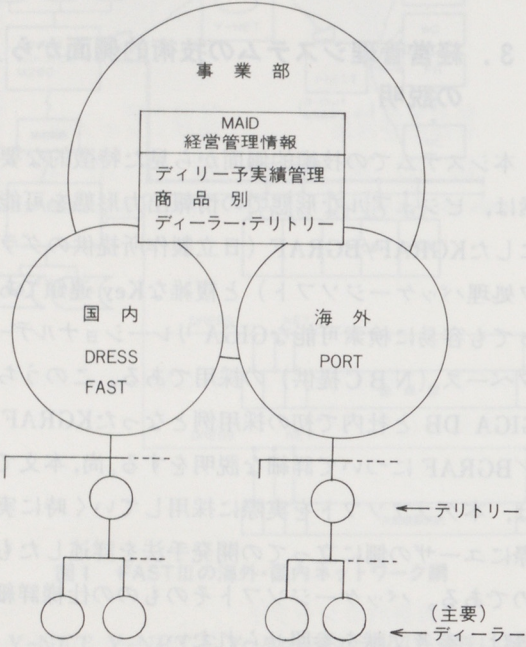 事業部
MAID
経営管理情報
ディリー予実績管理
商品別
ディーラー・テリトリー
国内
DRESS
FAST
海外
PORT
テリトリー
(主要)
ディーラー